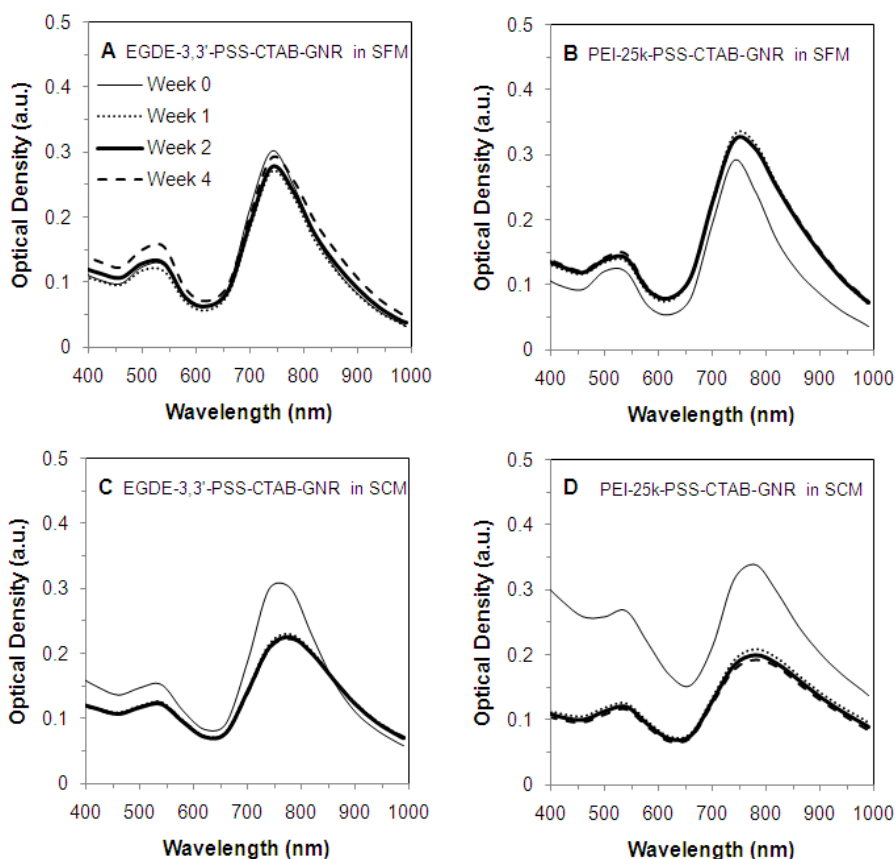 A EGDE-3,3'-PSS-CTAB-GNR in SFM
Week 0
Week 1
Week 2
Week 4
Optical Density (a.u.)
0.5
0.4
0.3
0.2
0.1
0
400 500 600 700 800 900 1000
Wavelength (nm)
B PEI-25k-PSS-CTAB-GNR in SFM
Optical Density (a.u.)
0.5
0.4
0.3
0.2
0.1
0
400 500 600 700 800 900 1000
Wavelength (nm)
C EGDE-3,3'-PSS-CTAB-GNR in SCM
Optical Density (a.u.)
0.5
0.4
0.3
0.2
0.1
0
400 500 600 700 800 900 1000
Wavelength (nm)
D PEI-25k-PSS-CTAB-GNR in SCM
Optical Density (a.u.)
0.5
0.4
0.3
0.2
0.1
0
400 500 600 700 800 900 1000
Wavelength (nm)